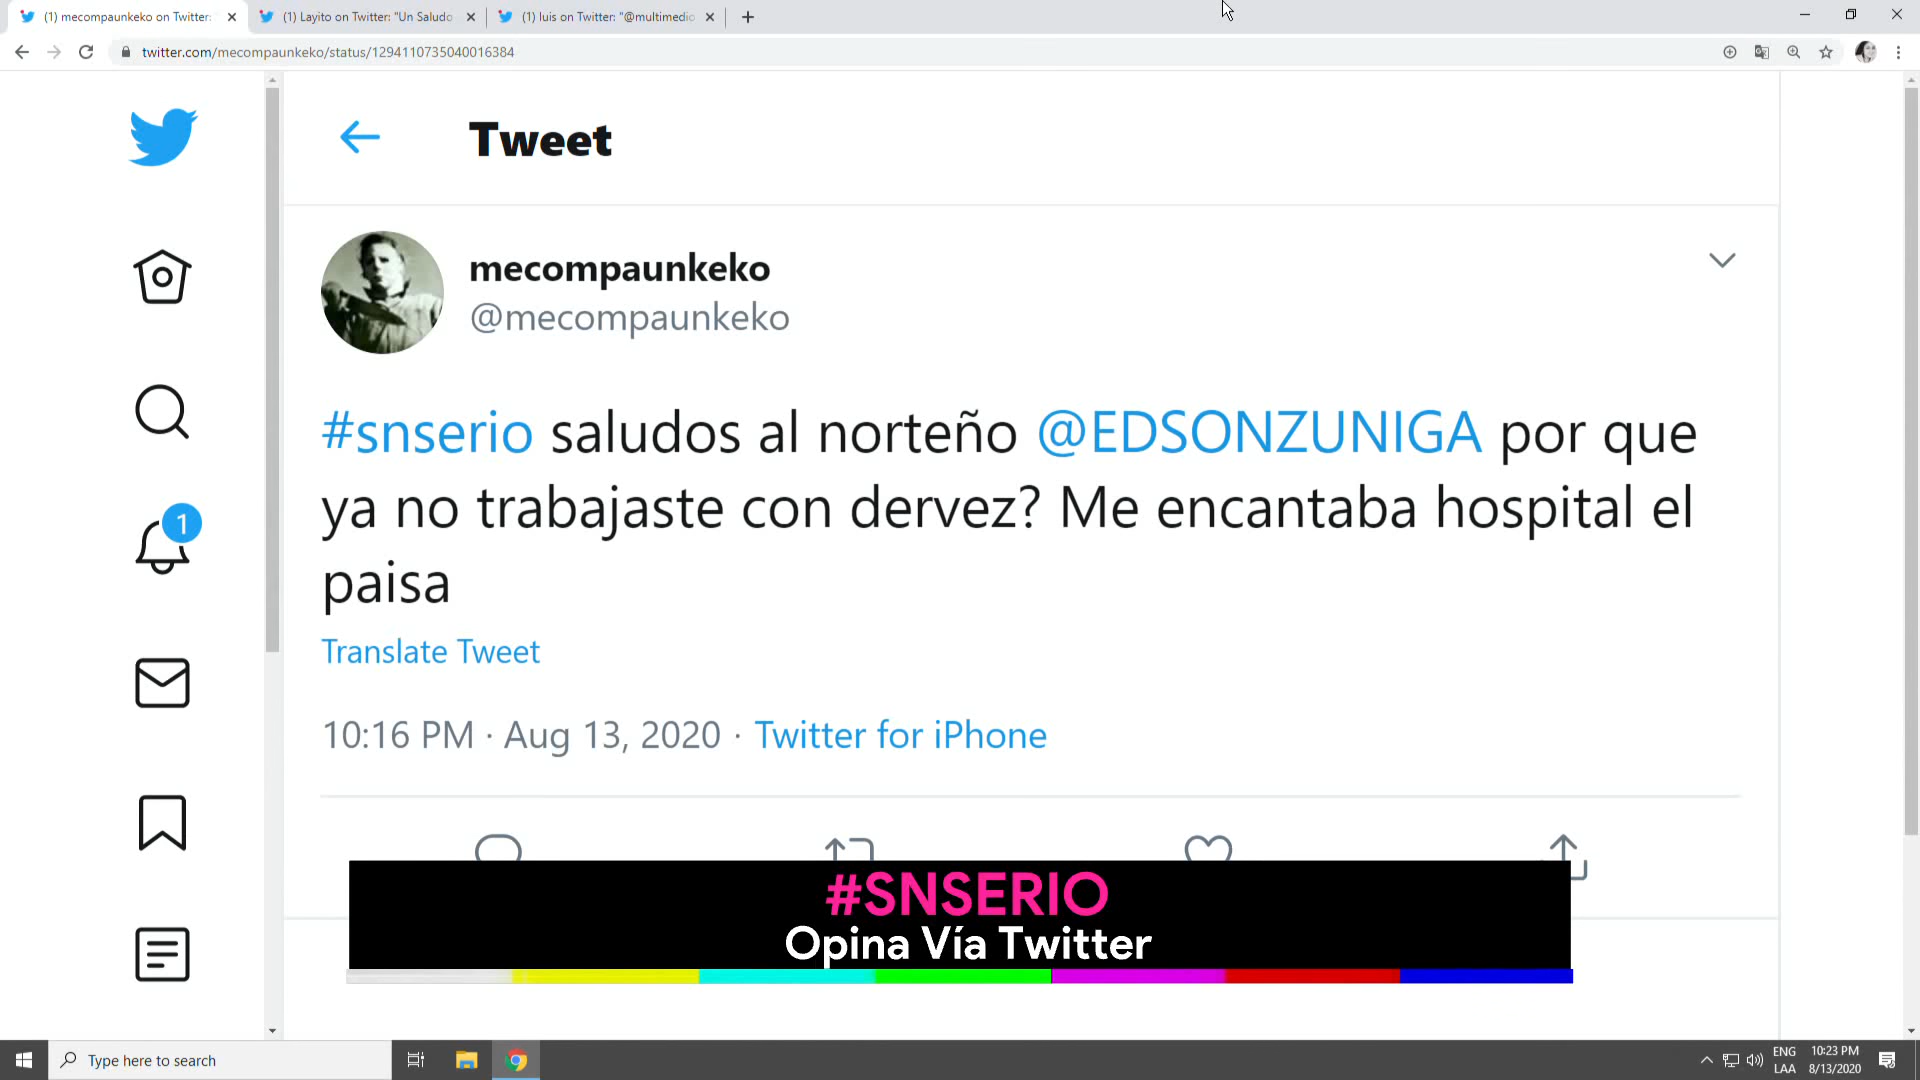 (1) mecompaunkeko on Twitter:
(1) Layito on Twitter: "Un Saludo
(1) luis on Twitter: "@multimedio
twitter.com/mecompaunkeko/status/1294110735040016384
Tweet
mecompaunkeko
@mecompaunkeko
#snserio saludos al norteño @EDSONZUNIGA por que
ya no trabajaste con dervez? Me encantaba hospital el
paisa
Translate Tweet
10:16 PM · Aug 13, 2020 · Twitter for iPhone
1
#SNSERIO
Opina Vía Twitter
Type here to search
ENG
LAA
10:23 PM
8/13/2020